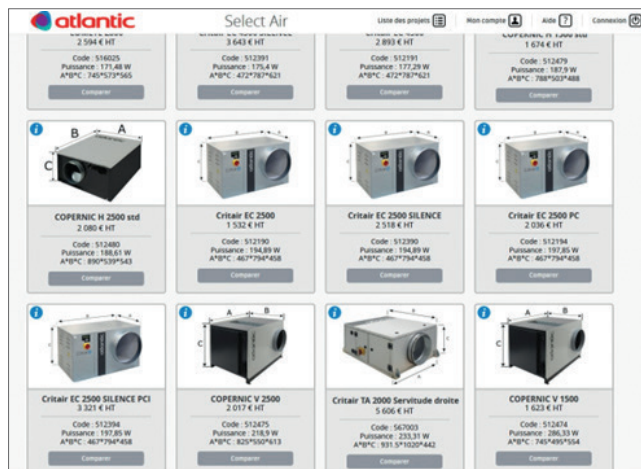 atlantic
Select Air
Liste des projets
Mon compte
Aide ?
Connexion
2 594 € HT
Code : 516025
Puissance : 171,48 W
A*B*C : 745*573*565
Comparer
3 643 € HT
Code : 512391
Puissance : 175,4 W
A*B*C : 472*787*621
Comparer
2 893 € HT
Code : 512191
Puissance : 177,29 W
A*B*C : 472*787*621
Comparer
COPERNIC H 1500 std
1 674 € HT
Code : 512479
Puissance : 187,9 W
A*B*C : 788*503*488
Comparer
i
B
A
C
COPERNIC H 2500 std
2 080 € HT
Code : 512480
Puissance : 188,61 W
A*B*C : 890*539*543
Comparer
i
Critair EC 2500
1 532 € HT
Code : 512190
Puissance : 194,89 W
A*B*C : 467*794*458
Comparer
i
Critair EC 2500 SILENCE
2 518 € HT
Code : 512390
Puissance : 194,89 W
A*B*C : 467*794*458
Comparer
i
Critair EC 2500 PC
2 036 € HT
Code : 512194
Puissance : 197,85 W
A*B*C : 467*794*458
Comparer
i
Critair EC 2500 SILENCE PCI
3 321 € HT
Code : 512394
Puissance : 197,85 W
A*B*C : 467*794*458
Comparer
i
A
B
C
COPERNIC V 2500
2 017 € HT
Code : 512475
Puissance : 218,9 W
A*B*C : 825*550*613
Comparer
i
Critair TA 2000 Servitude droite
5 606 € HT
Code : 567003
Puissance : 233,31 W
A*B*C : 931.5*1020*442
Comparer
i
A
B
C
COPERNIC V 1500
1 623 € HT
Code : 512474
Puissance : 286,33 W
A*B*C : 745*495*554
Comparer